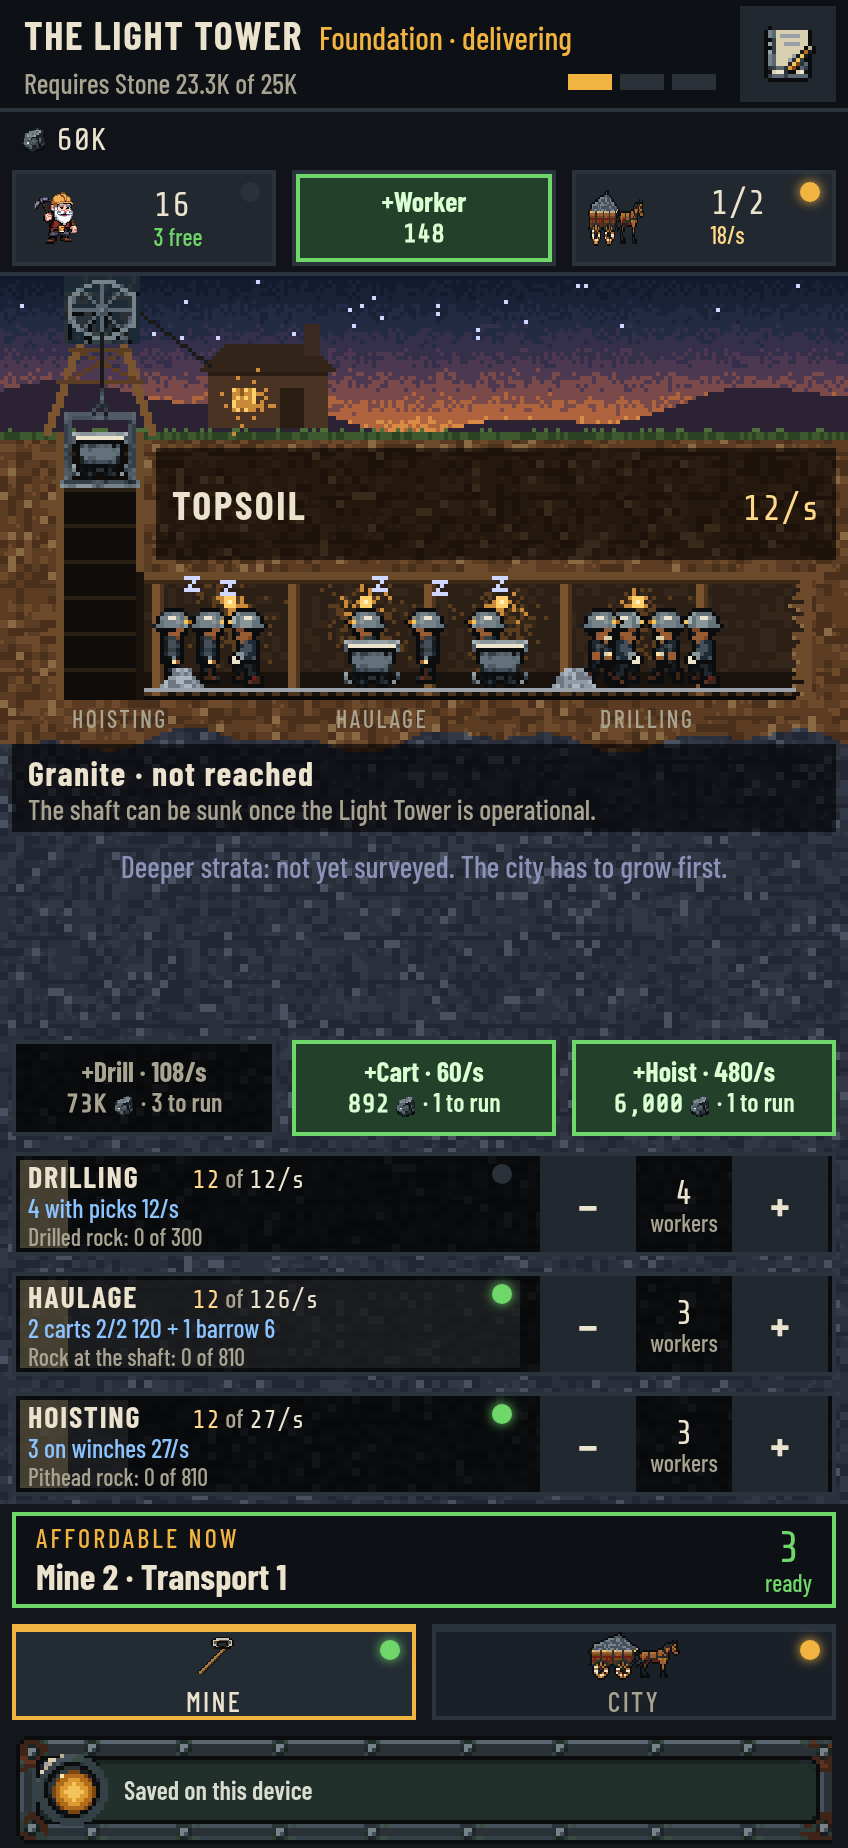 THE LIGHT TOWER Foundation · delivering
Requires Stone 23.3K of 25K
60K
16
3 free
+Worker
148
1/2
18/s
TOPSOIL 12/s
z z z z z
HOISTING HAULAGE DRILLING
Granite · not reached
The shaft can be sunk once the Light Tower is operational.
Deeper strata: not yet surveyed. The city has to grow first.
+Drill · 108/s
73K · 3 to run
+Cart · 60/s
892 · 1 to run
+Hoist · 480/s
6,000 · 1 to run
DRILLING 12 of 12/s
4 with picks 12/s
Drilled rock: 0 of 300
−
4
workers
+
HAULAGE 12 of 126/s
2 carts 2/2 120 + 1 barrow 6
Rock at the shaft: 0 of 810
−
3
workers
+
HOISTING 12 of 27/s
3 on winches 27/s
Pithead rock: 0 of 810
−
3
workers
+
AFFORDABLE NOW
Mine 2 · Transport 1
3
ready
MINE
CITY
Saved on this device